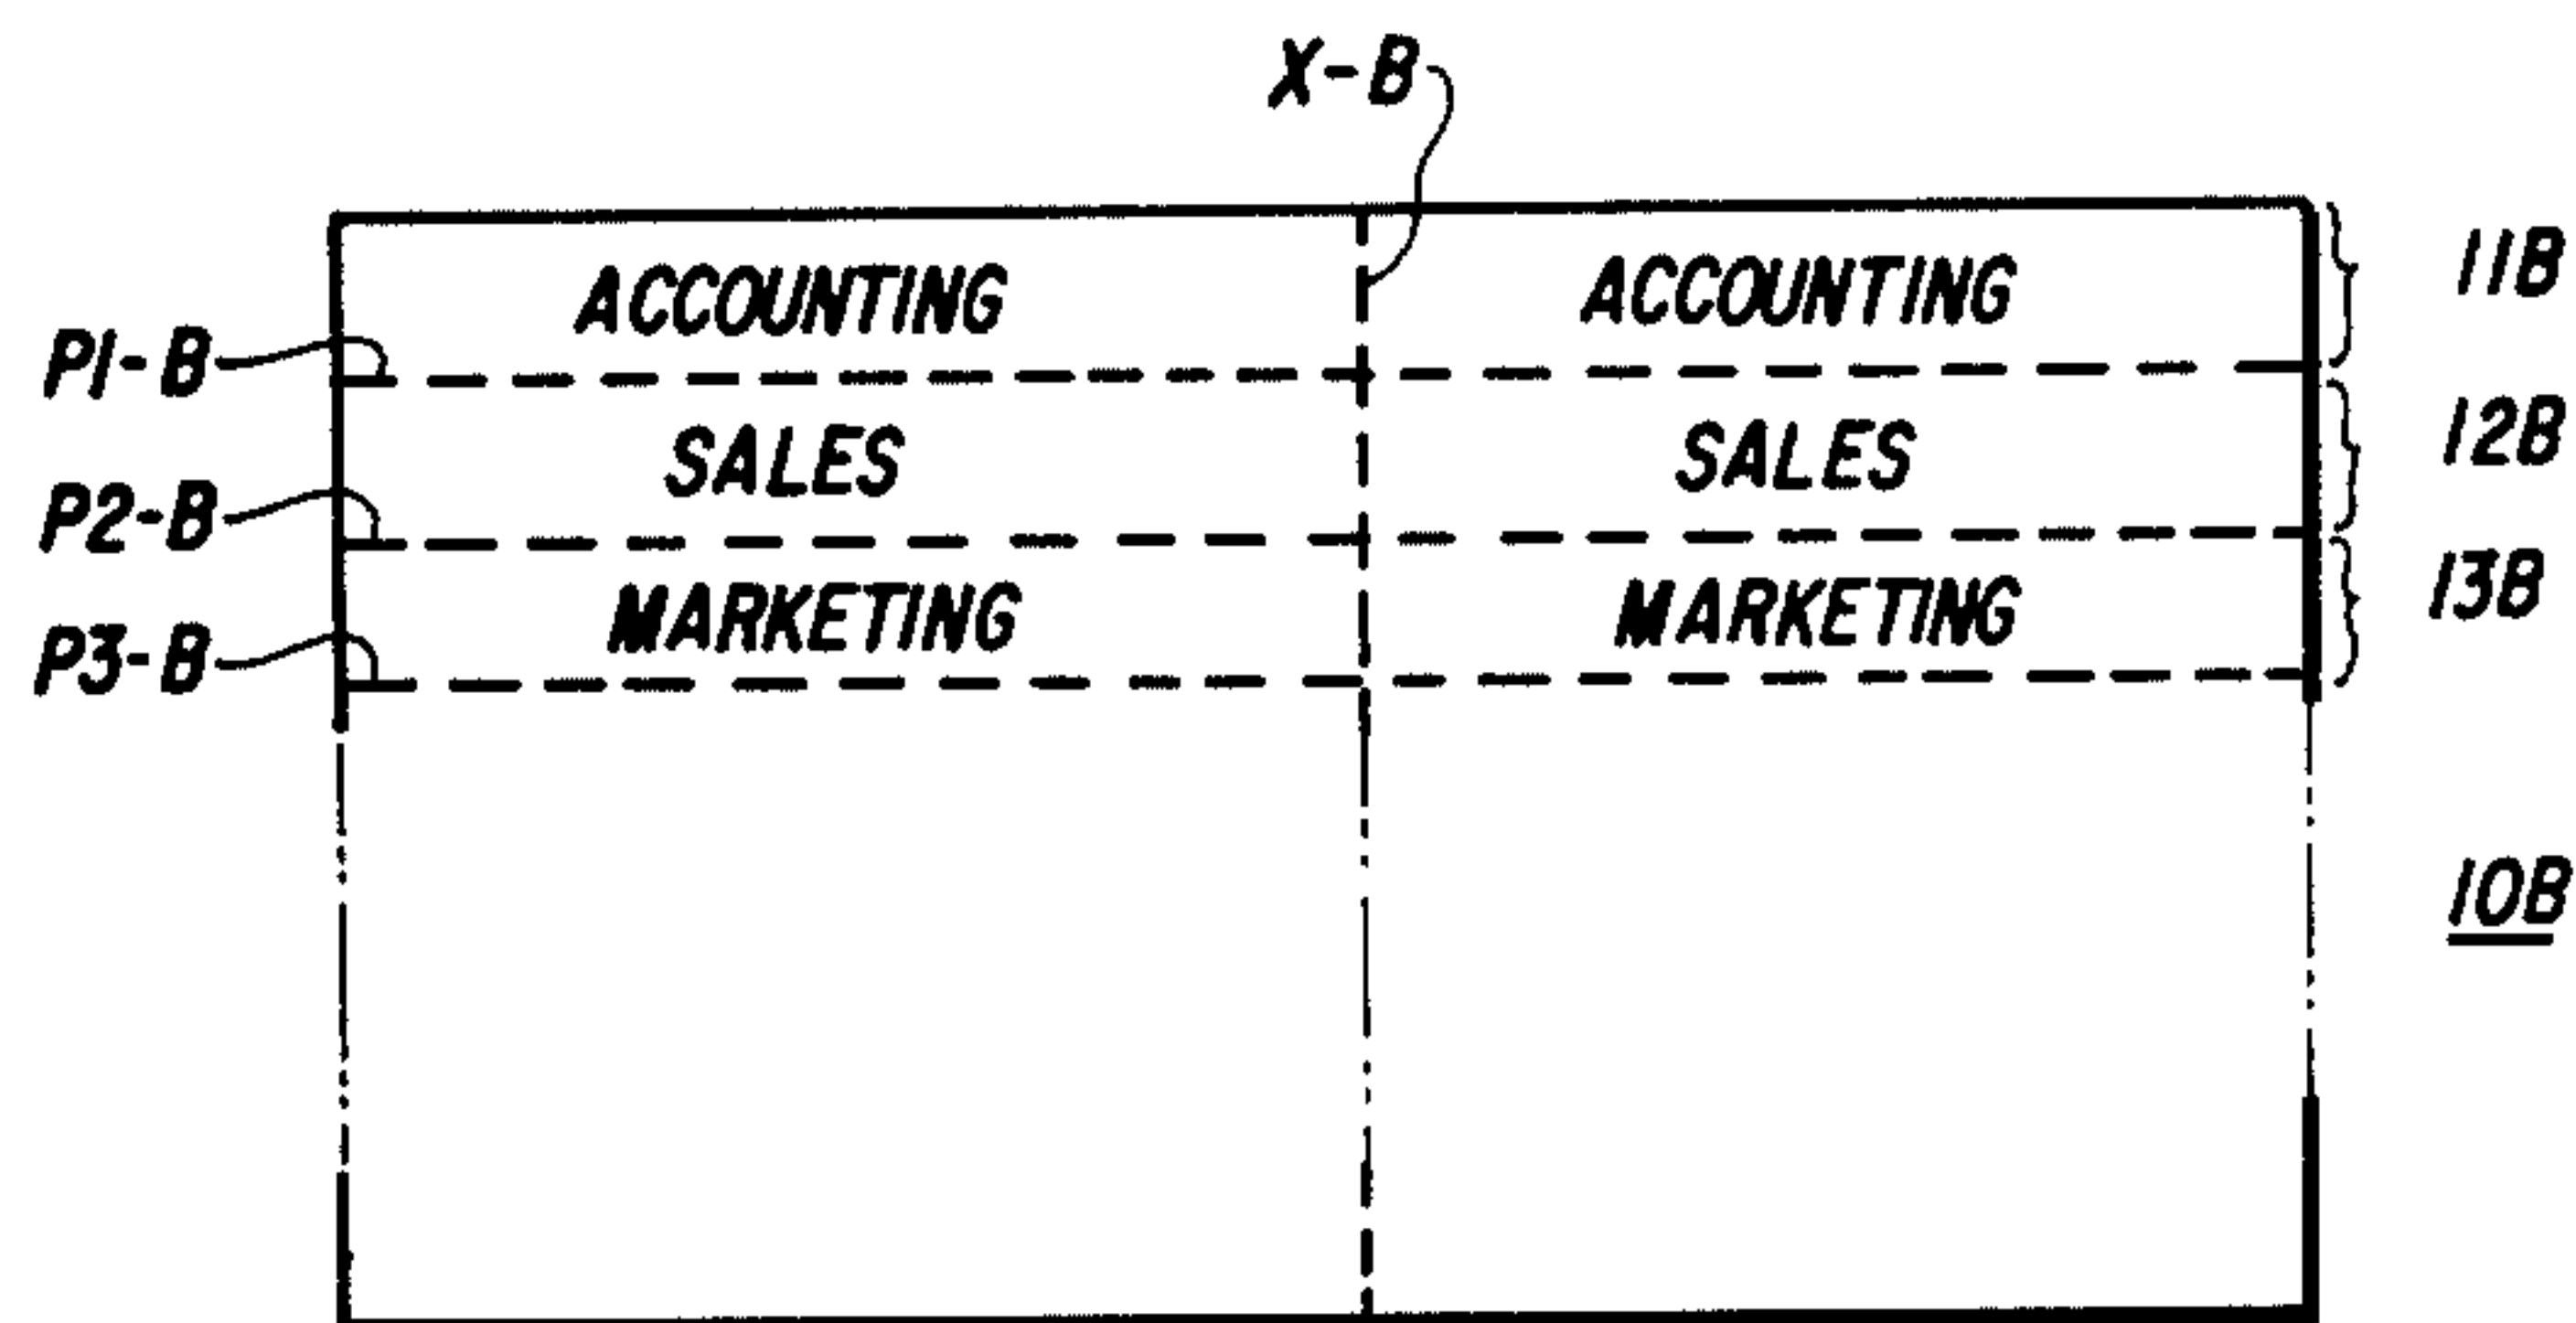 X-B
ACCOUNTING ACCOUNTING 11B
P1-B
SALES SALES 12B
P2-B
MARKETING MARKETING 13B
P3-B
10B